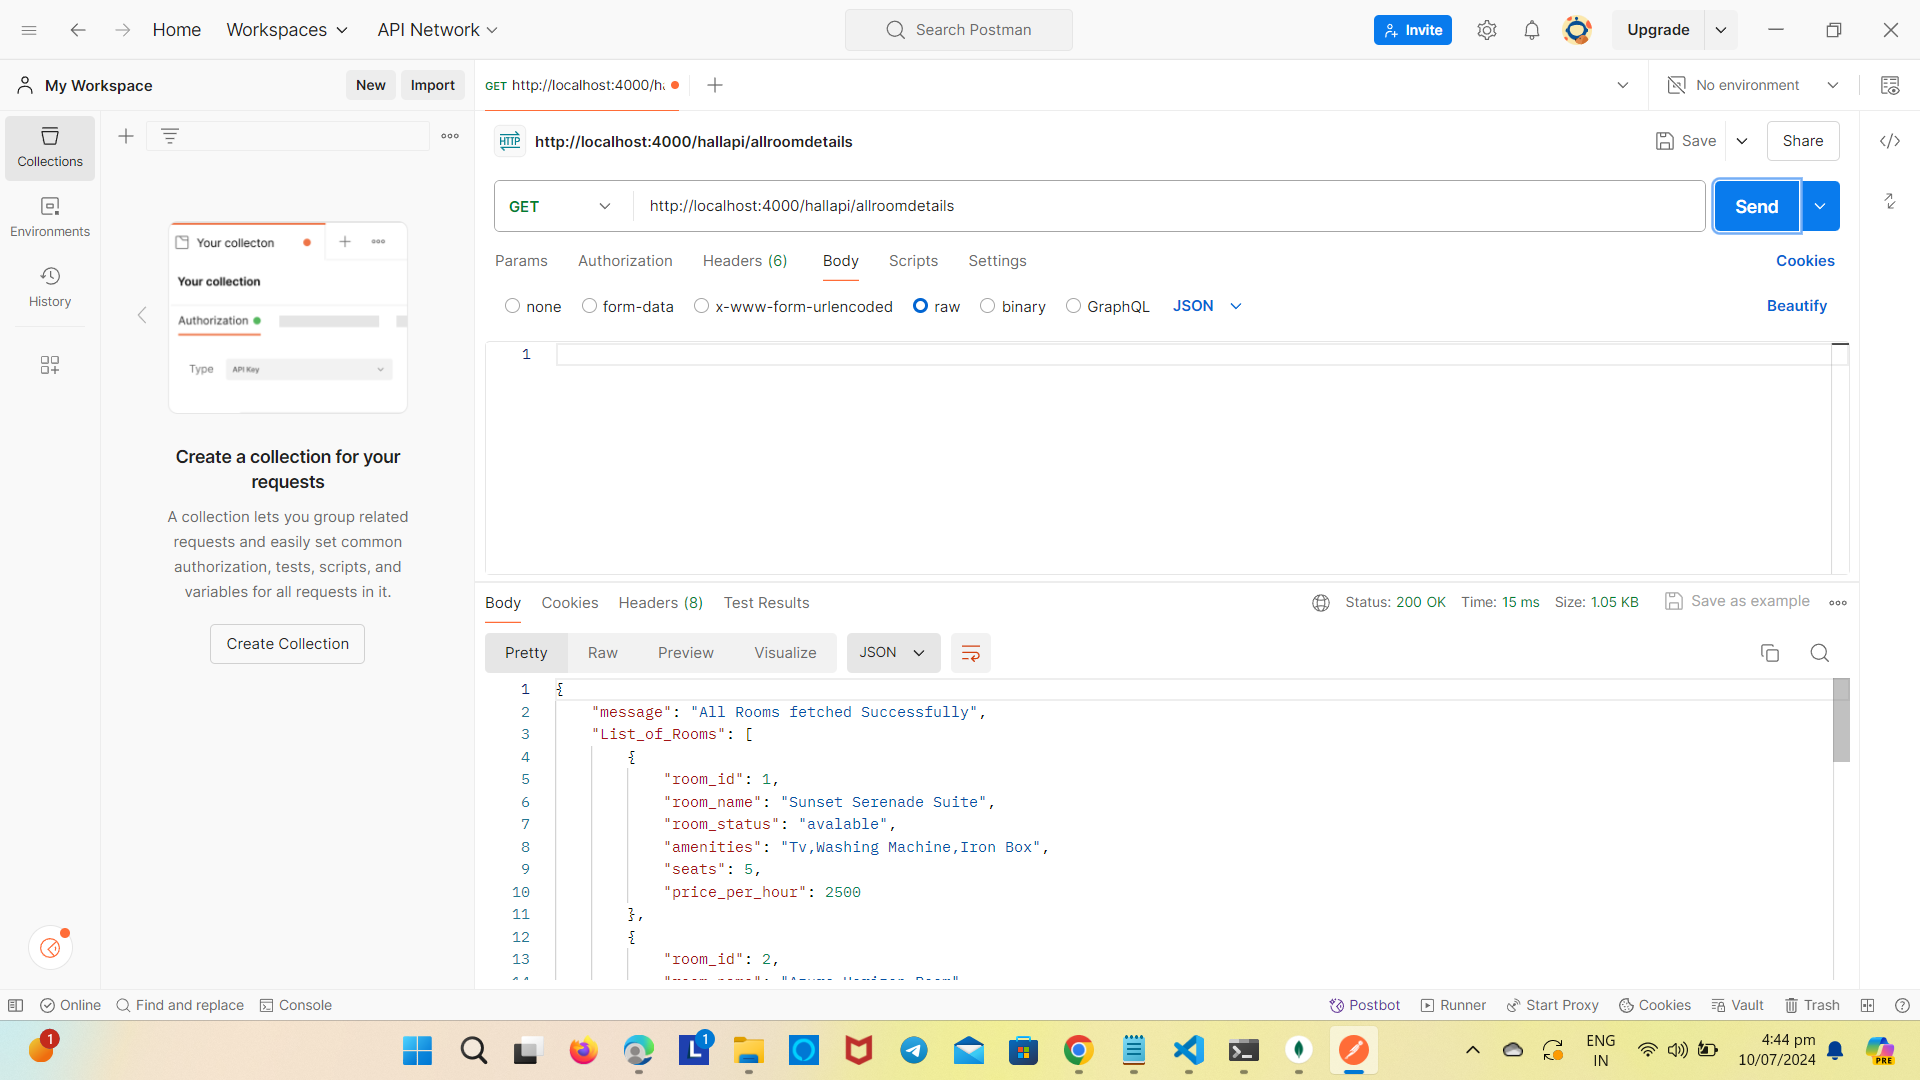 Home
Workspaces
API Network
Search Postman
Invite
Upgrade
My Workspace
New
Import
GET http://localhost:4000/h
No environment
HTTP
http://localhost:4000/hallapi/allroomdetails
Save
Share
Collections
Environments
History
GET
http://localhost:4000/hallapi/allroomdetails
Send
Params
Authorization
Headers (6)
Body
Scripts
Settings
Cookies
none
form-data
x-www-form-urlencoded
raw
binary
GraphQL
JSON
Beautify
1
Your collecton
Your collection
Authorization
Type
API Key
Create a collection for your
requests
A collection lets you group related
requests and easily set common
authorization, tests, scripts, and
variables for all requests in it.
Create Collection
Body
Cookies
Headers (8)
Test Results
Status: 200 OK
Time: 15 ms
Size: 1.05 KB
Save as example
Pretty
Raw
Preview
Visualize
JSON
1 {
2 "message": "All Rooms fetched Successfully",
3 "List_of_Rooms": [
4 {
5 "room_id": 1,
6 "room_name": "Sunset Serenade Suite",
7 "room_status": "avalable",
8 "amenities": "Tv,Washing Machine,Iron Box",
9 "seats": 5,
10 "price_per_hour": 2500
11 },
12 {
13 "room_id": 2,
Online
Find and replace
Console
Postbot
Runner
Start Proxy
Cookies
Vault
Trash
1
L
1
ENG
IN
4:44 pm
10/07/2024
PRE